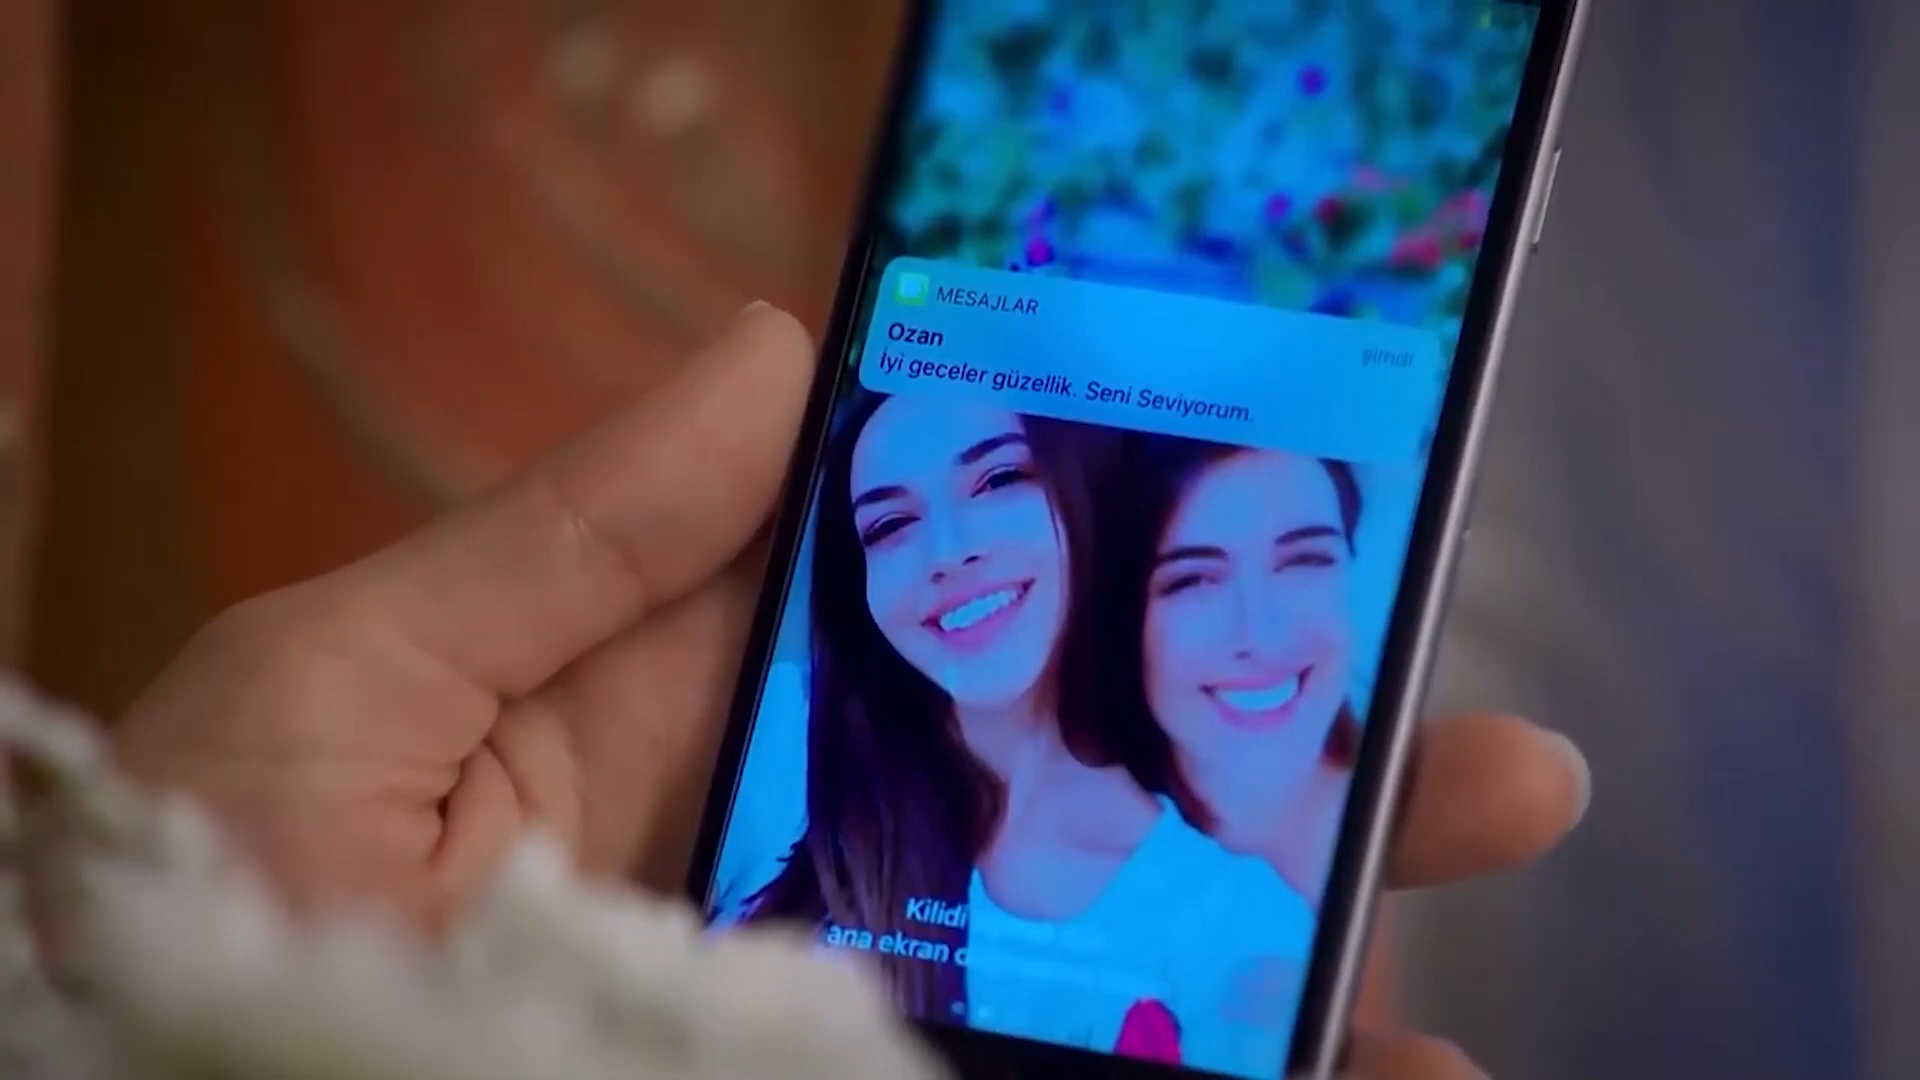 MESAJLAR
Ozan
şimdi
İyi geceler güzellik. Seni Seviyorum.
Kilidi
ana ekran